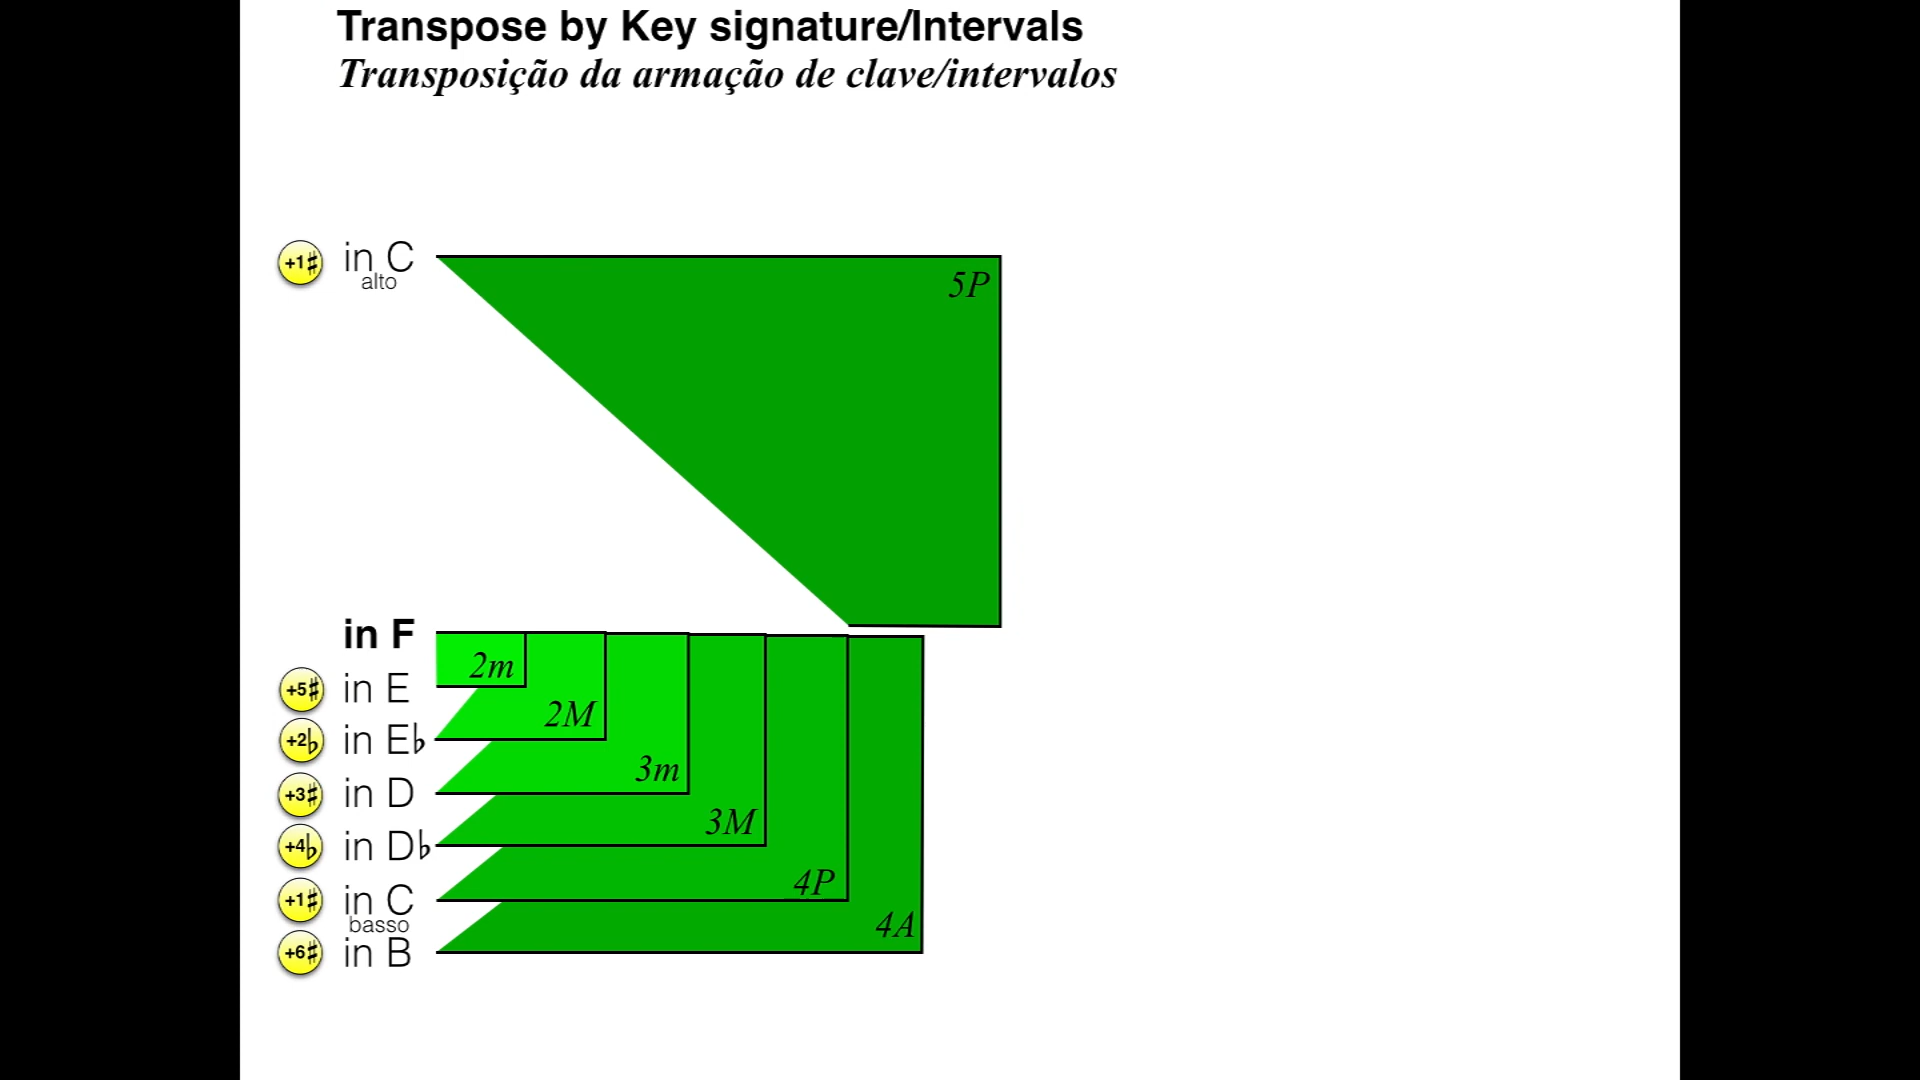 Transpose by Key signature/Intervals
Transposição da armação de clave/intervalos
+1♯ in C
alto
5P
in F
2m
+5♯ in E
2M
+2♭ in E♭
3m
+3♯ in D
3M
+4♭ in D♭
4P
+1♯ in C
basso
4A
+6♯ in B